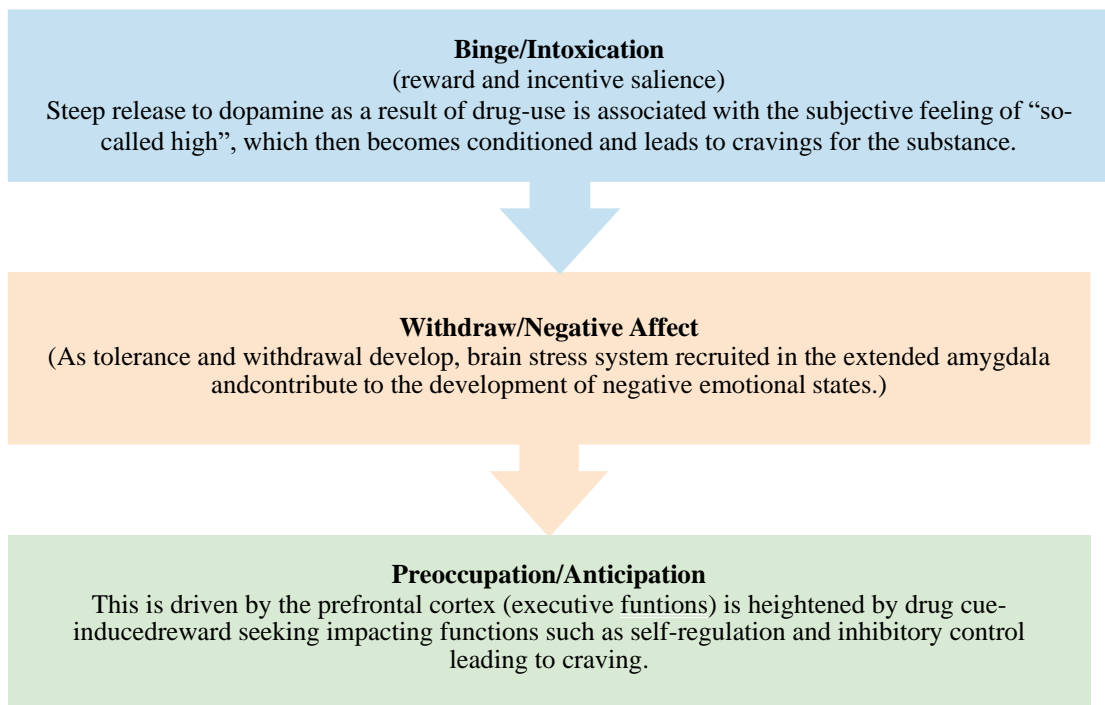 Binge/Intoxication
(reward and incentive salience)
Steep release to dopamine as a result of drug-use is associated with the subjective feeling of “so-
called high”, which then becomes conditioned and leads to cravings for the substance.
Withdraw/Negative Affect
(As tolerance and withdrawal develop, brain stress system recruited in the extended amygdala
andcontribute to the development of negative emotional states.)
Preoccupation/Anticipation
This is driven by the prefrontal cortex (executive funtions) is heightened by drug cue-
inducedreward seeking impacting functions such as self-regulation and inhibitory control
leading to craving.